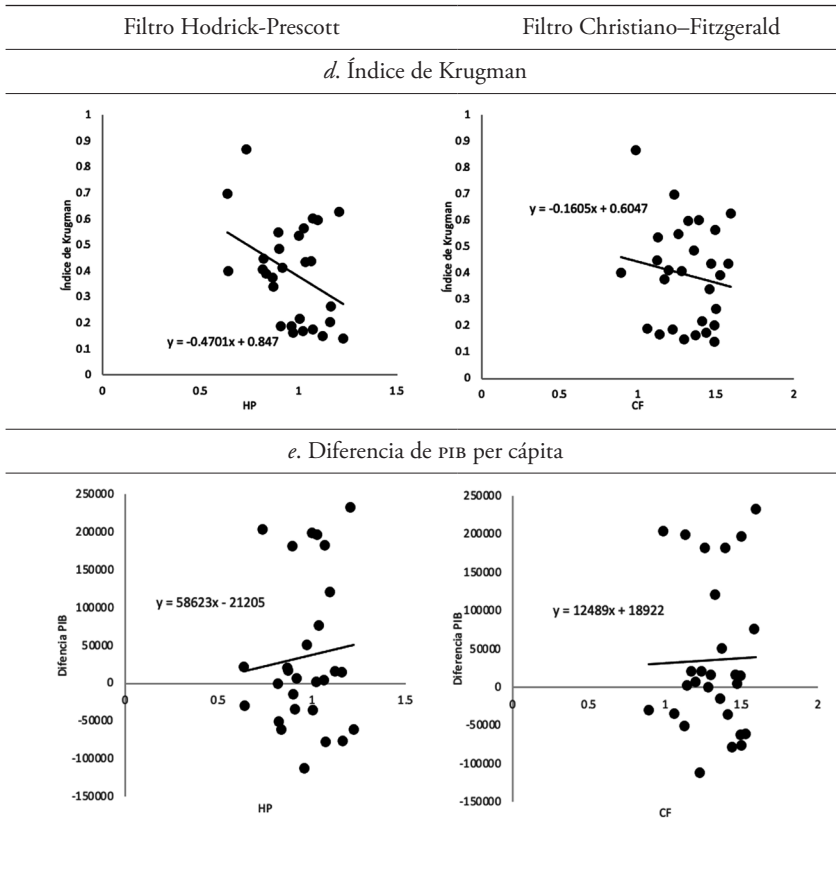 Filtro Hodrick-Prescott
Filtro Christiano–Fitzgerald
d. Índice de Krugman
1
0.9
0.8
0.7
0.6
0.5
0.4
0.3
0.2
0.1
0
Índice de Krugman
y = -0.4701x + 0.847
0 0.5 1 1.5
HP
1
0.9
0.8
0.7
0.6
0.5
0.4
0.3
0.2
0.1
0
Índice de Krugman
y = -0.1605x + 0.6047
0 0.5 1 1.5 2
CF
e. Diferencia de PIB per cápita
250000
200000
150000
100000
50000
0
-50000
-100000
-150000
Difencia PIB
y = 58623x - 21205
0 0.5 1 1.5
HP
250000
200000
150000
100000
50000
0
-50000
-100000
-150000
Diferencia PIB
y = 12489x + 18922
0 0.5 1 1.5 2
CF